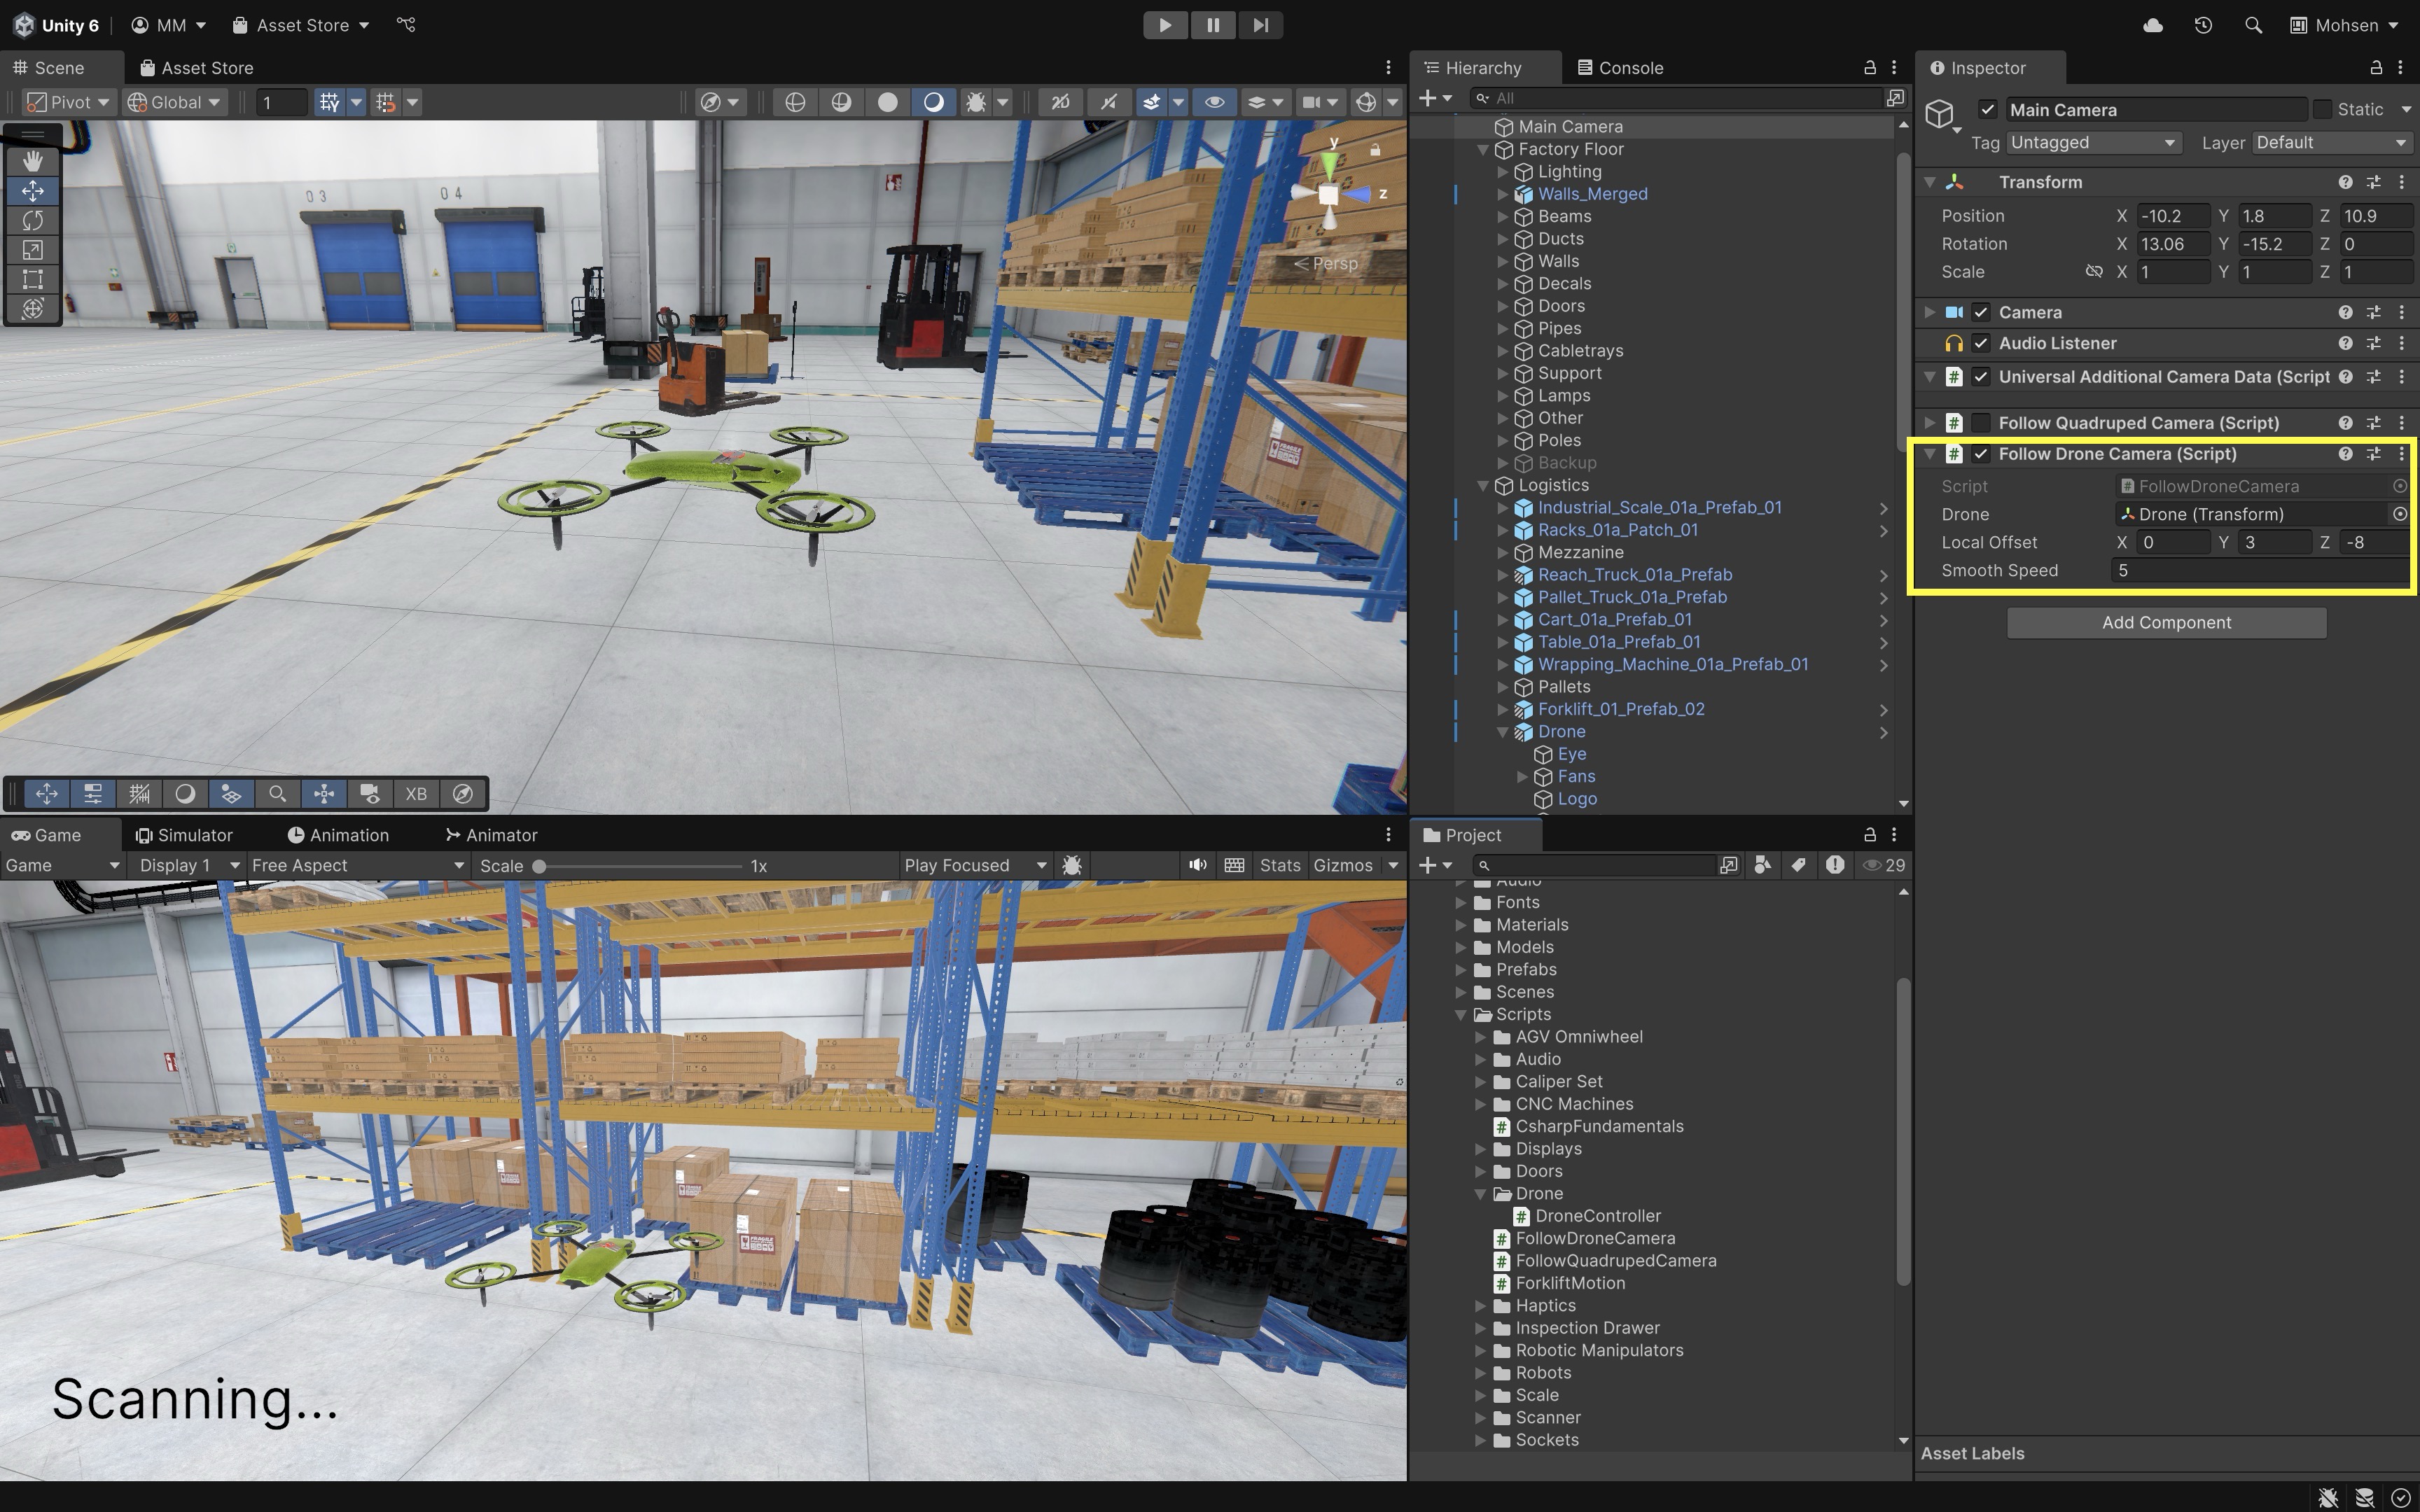 Unity 6 MM Asset Store Mohsen
Scene Asset Store
Pivot Global 1 2D
03 04
y
z
Persp
XB
Hierarchy Console
All
Main Camera
Factory Floor
Lighting
Walls_Merged
Beams
Ducts
Walls
Decals
Doors
Pipes
Cabletrays
Support
Lamps
Other
Poles
Backup
Logistics
Industrial_Scale_01a_Prefab_01
Racks_01a_Patch_01
Mezzanine
Reach_Truck_01a_Prefab
Pallet_Truck_01a_Prefab
Cart_01a_Prefab_01
Table_01a_Prefab_01
Wrapping_Machine_01a_Prefab_01
Pallets
Forklift_01_Prefab_02
Drone
Eye
Fans
Logo
Inspector
Main Camera Static
Tag Untagged Layer Default
Transform
Position X -10.2 Y 1.8 Z 10.9
Rotation X 13.06 Y -15.2 Z 0
Scale X 1 Y 1 Z 1
Camera
Audio Listener
Universal Additional Camera Data (Script
Follow Quadruped Camera (Script)
Follow Drone Camera (Script)
Script FollowDroneCamera
Drone Drone (Transform)
Local Offset X 0 Y 3 Z -8
Smooth Speed 5
Add Component
Game Simulator Animation Animator
Game Display 1 Free Aspect Scale 1x Play Focused Stats Gizmos
FRAGILE
Scanning...
Project
29
Audio
Fonts
Materials
Models
Prefabs
Scenes
Scripts
AGV Omniwheel
Audio
Caliper Set
CNC Machines
CsharpFundamentals
Displays
Doors
Drone
DroneController
FollowDroneCamera
FollowQuadrupedCamera
ForkliftMotion
Haptics
Inspection Drawer
Robotic Manipulators
Robots
Scale
Scanner
Sockets
Asset Labels